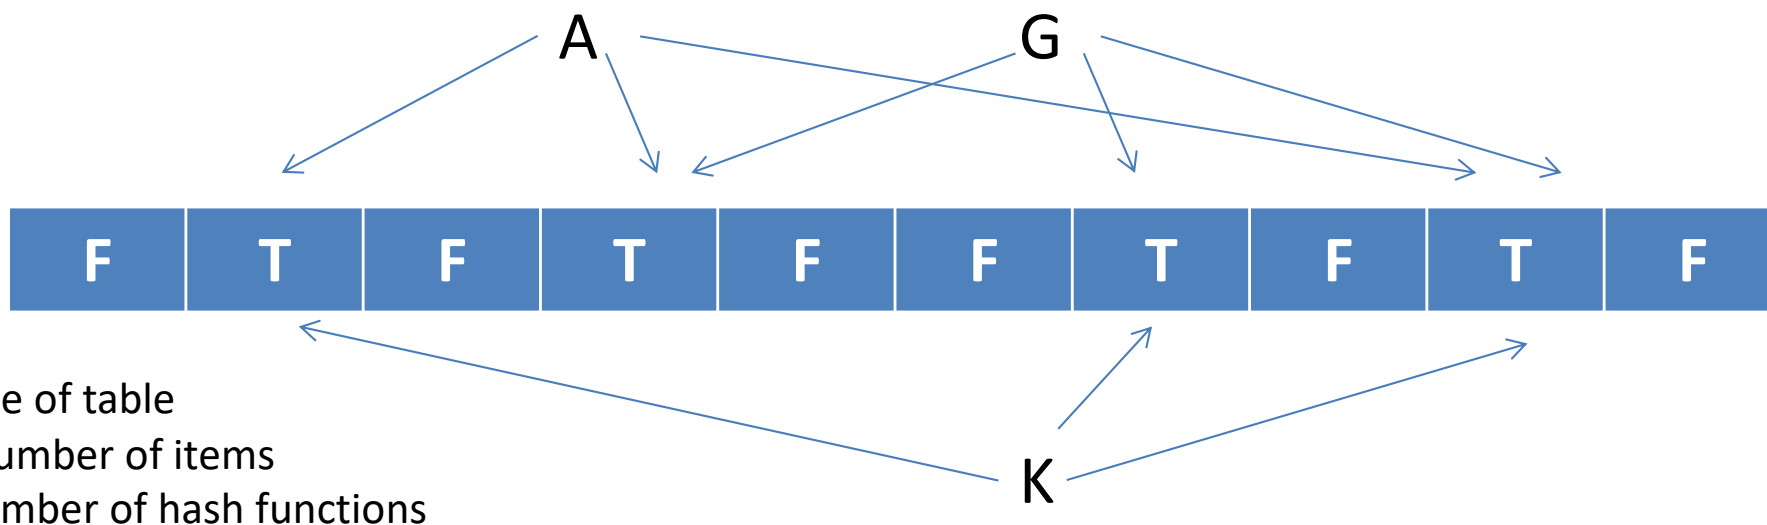 A G
F T F T F F T F T F
e of table
umber of items
K
mber of hash functions